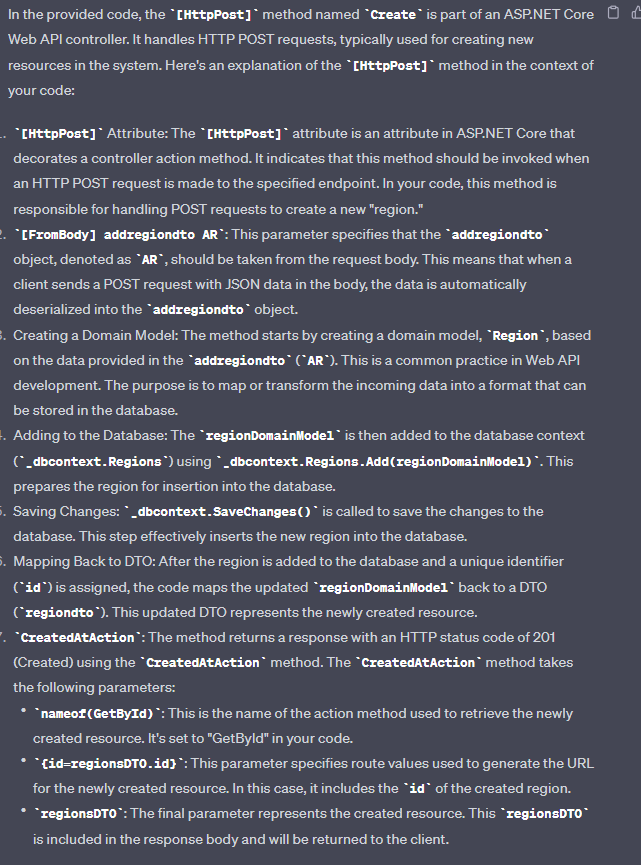 In the provided code, the `[HttpPost]` method named `Create` is part of an ASP.NET Core
Web API controller. It handles HTTP POST requests, typically used for creating new
resources in the system. Here's an explanation of the `[HttpPost]` method in the context of
your code:
`[HttpPost]` Attribute: The `[HttpPost]` attribute is an attribute in ASP.NET Core that
decorates a controller action method. It indicates that this method should be invoked when
an HTTP POST request is made to the specified endpoint. In your code, this method is
responsible for handling POST requests to create a new "region."
`[FromBody] addregiondto AR`: This parameter specifies that the `addregiondto`
object, denoted as `AR`, should be taken from the request body. This means that when a
client sends a POST request with JSON data in the body, the data is automatically
deserialized into the `addregiondto` object.
Creating a Domain Model: The method starts by creating a domain model, `Region`, based
on the data provided in the `addregiondto` (`AR`). This is a common practice in Web API
development. The purpose is to map or transform the incoming data into a format that can
be stored in the database.
Adding to the Database: The `regionDomainModel` is then added to the database context
(`_dbcontext.Regions`) using `_dbcontext.Regions.Add(regionDomainModel)`. This
prepares the region for insertion into the database.
Saving Changes: `_dbcontext.SaveChanges()` is called to save the changes to the
database. This step effectively inserts the new region into the database.
Mapping Back to DTO: After the region is added to the database and a unique identifier
(`id`) is assigned, the code maps the updated `regionDomainModel` back to a DTO
(`regiondto`). This updated DTO represents the newly created resource.
`CreatedAtAction`: The method returns a response with an HTTP status code of 201
(Created) using the `CreatedAtAction` method. The `CreatedAtAction` method takes
the following parameters:
• `nameof(GetById)`: This is the name of the action method used to retrieve the newly
created resource. It's set to "GetById" in your code.
• `{id=regionsDTO.id}`: This parameter specifies route values used to generate the URL
for the newly created resource. In this case, it includes the `id` of the created region.
• `regionsDTO`: The final parameter represents the created resource. This `regionsDTO`
is included in the response body and will be returned to the client.